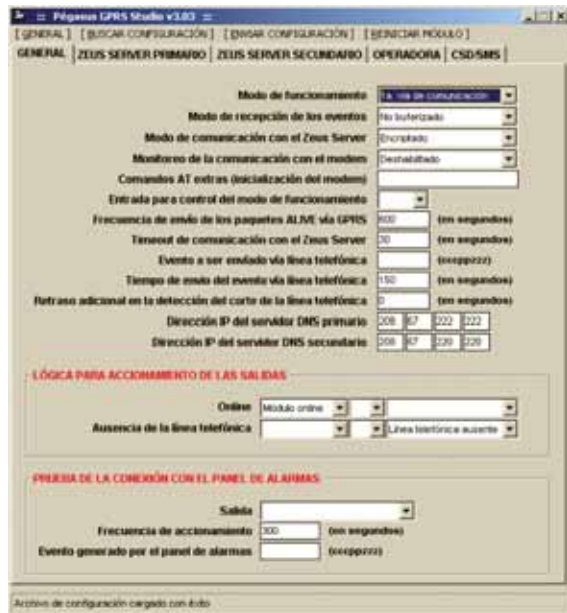 Pégasus GPRS Studio v3.03
[ GENERAL ] [ BUSCAR CONFIGURACIÓN ] [ ENVIAR CONFIGURACIÓN ] [ REINICIAR MÓDULO ]
GENERAL ZEUS SERVER PRIMARIO ZEUS SERVER SECUNDARIO OPERADORA CSD/SMS
Modo de funcionamiento 1a. vía de comunicación
Modo de recepción de los eventos No buferizado
Modo de comunicación con el Zeus Server Encriptado
Monitoreo de la comunicación con el modem Deshabilitado
Comandos AT extras (inicialización del modem)
Entrada para control del modo de funcionamiento
Frecuencia de envío de los paquetes ALIVE vía GPRS 600 (en segundos)
Timeout de comunicación con el Zeus Server 30 (en segundos)
Evento a ser enviado vía línea telefónica (cccppzzz)
Tiempo de envío del evento vía línea telefónica 150 (en segundos)
Retraso adicional en la detección del corte de la línea telefónica 0 (en segundos)
Dirección IP del servidor DNS primario 208 67 222 222
Dirección IP del servidor DNS secundario 208 67 220 220
LÓGICA PARA ACCIONAMIENTO DE LAS SALIDAS
Online Módulo online
Ausencia de la línea telefónica Línea telefónica ausente
PRUEBA DE LA CONEXIÓN CON EL PANEL DE ALARMAS
Salida
Frecuencia de accionamiento 300 (en segundos)
Evento generado por el panel de alarmas (cccppzzz)
Archivo de configuración cargado con éxito